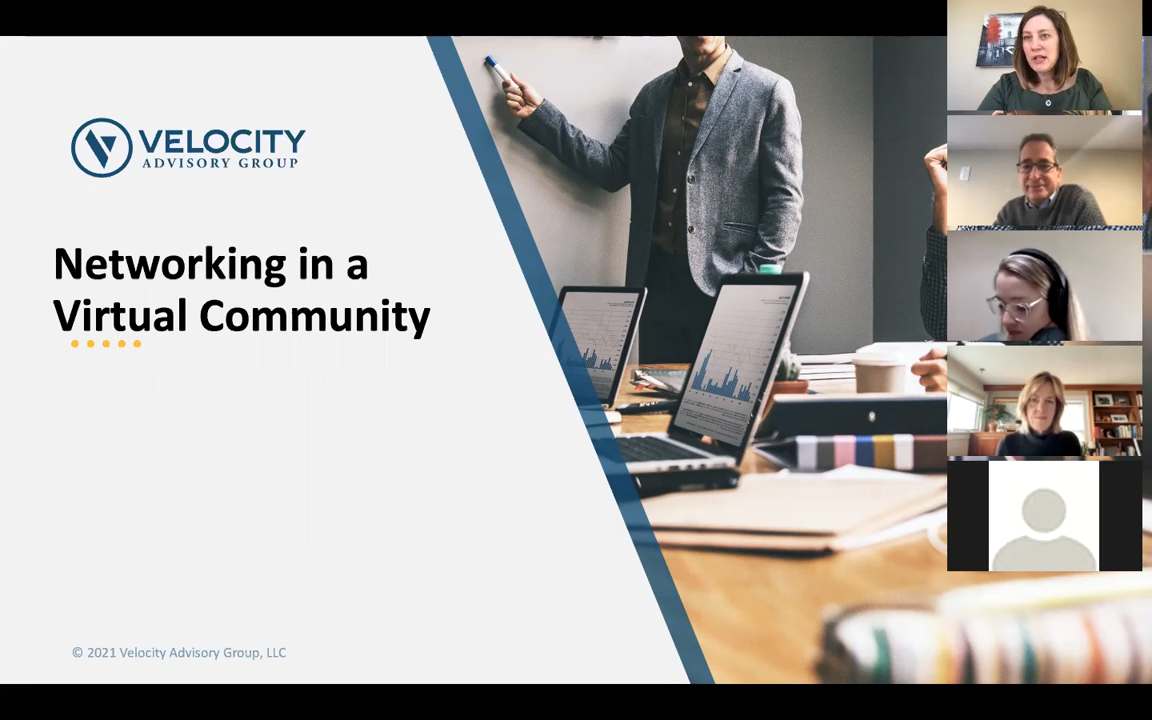 VELOCITY
ADVISORY GROUP
Networking in a
Virtual Community
© 2021 Velocity Advisory Group, LLC